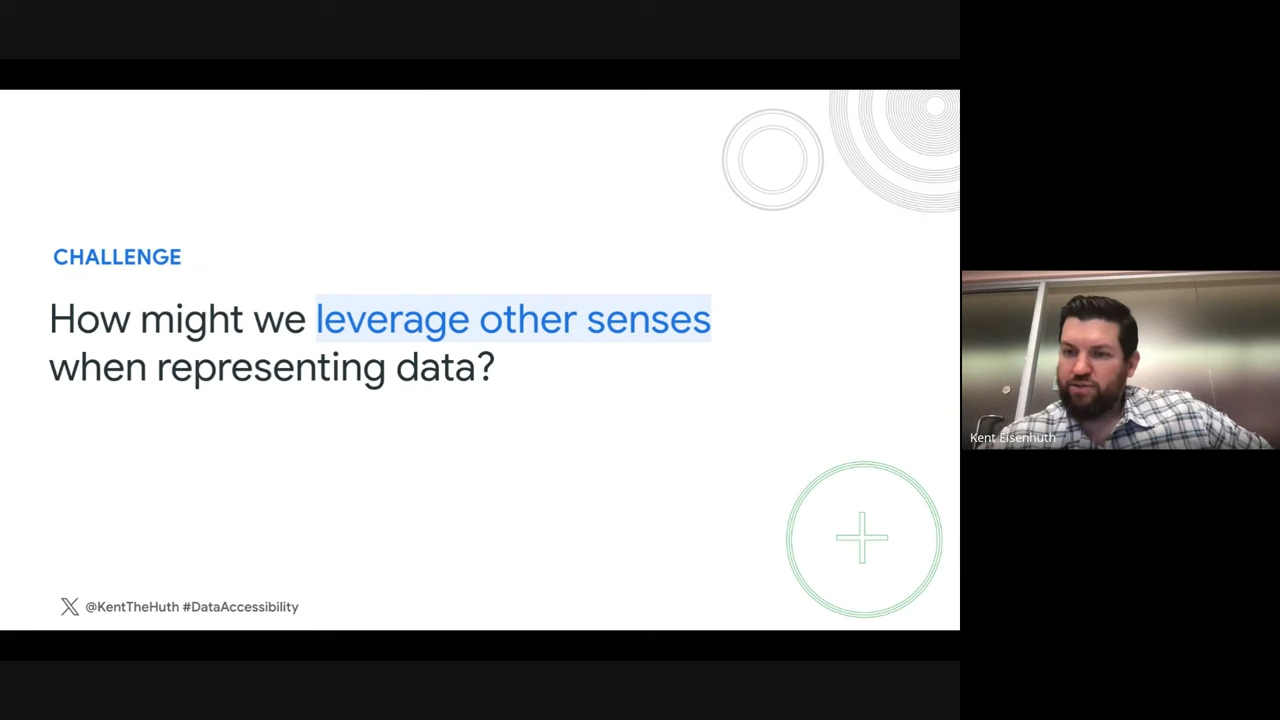 CHALLENGE
How might we leverage other senses
when representing data?
@KentTheHuth #DataAccessibility
Kent Eisenhuth